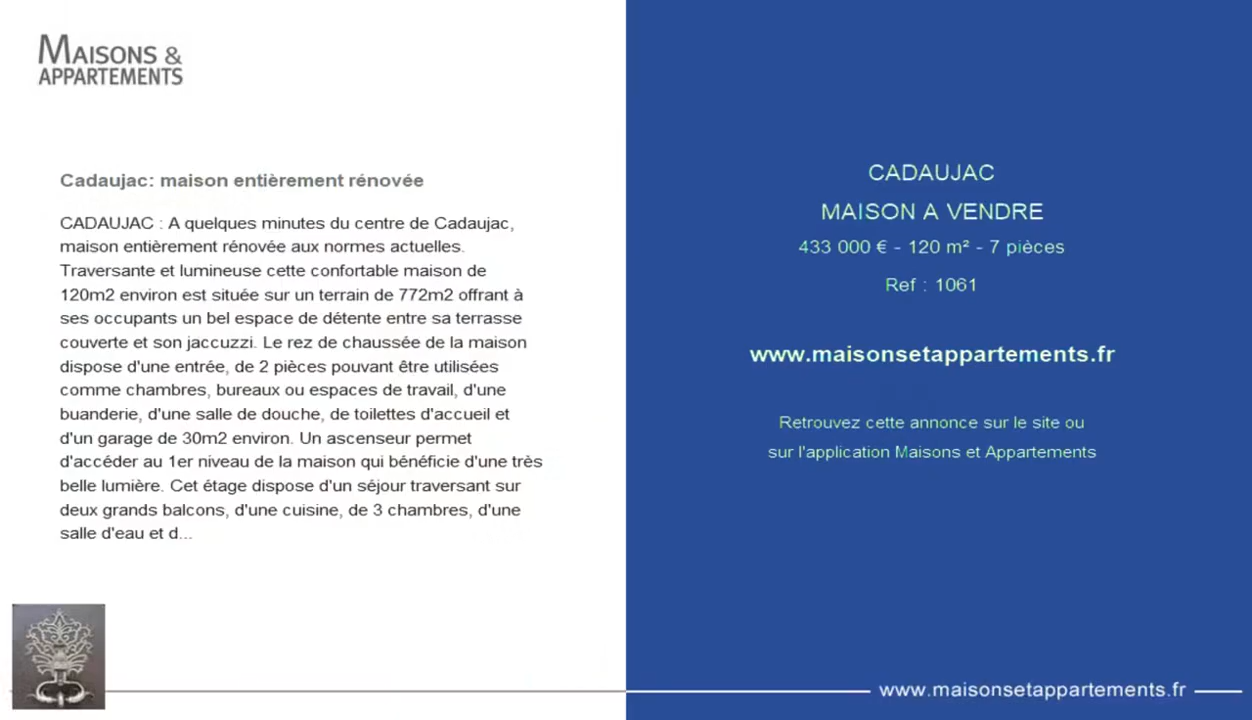 MAISONS &
APPARTEMENTS
Cadaujac: maison entièrement rénovée
CADAUJAC : A quelques minutes du centre de Cadaujac,
maison entièrement rénovée aux normes actuelles.
Traversante et lumineuse cette confortable maison de
120m2 environ est située sur un terrain de 772m2 offrant à
ses occupants un bel espace de détente entre sa terrasse
couverte et son jaccuzzi. Le rez de chaussée de la maison
dispose d'une entrée, de 2 pièces pouvant être utilisées
comme chambres, bureaux ou espaces de travail, d'une
buanderie, d'une salle de douche, de toilettes d'accueil et
d'un garage de 30m2 environ. Un ascenseur permet
d'accéder au 1er niveau de la maison qui bénéficie d'une très
belle lumière. Cet étage dispose d'un séjour traversant sur
deux grands balcons, d'une cuisine, de 3 chambres, d'une
salle d'eau et d...
CADAUJAC
MAISON A VENDRE
433 000 € - 120 m² - 7 pièces
Ref : 1061
www.maisonsetappartements.fr
Retrouvez cette annonce sur le site ou
sur l'application Maisons et Appartements
www.maisonsetappartements.fr